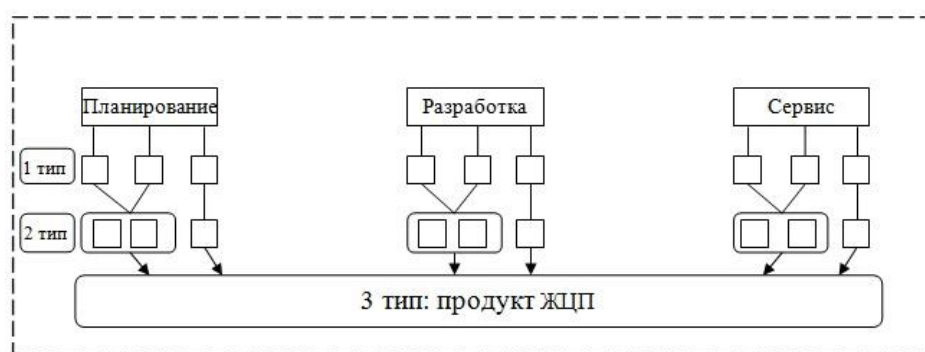 Планирование
Разработка
Сервис
1 тип
2 тип
3 тип: продукт ЖЦП